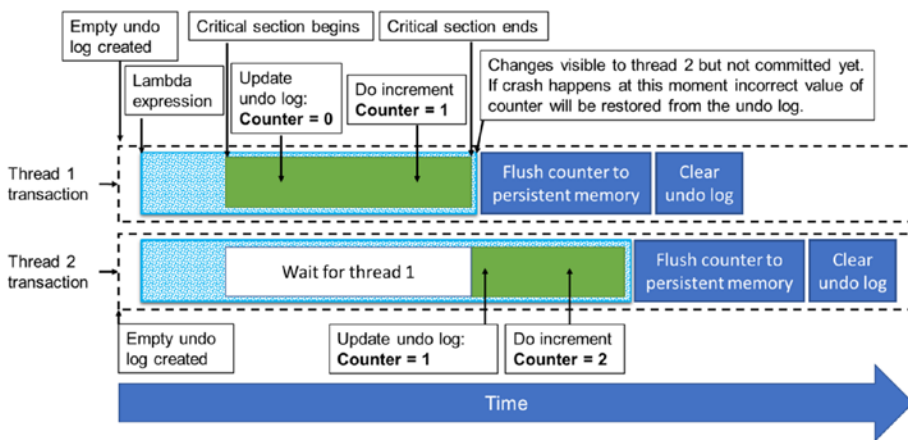 Empty undo
log created
Critical section begins
Critical section ends
Lambda
expression
Update
undo log:
Counter = 0
Do increment
Counter = 1
Changes visible to thread 2 but not committed yet.
If crash happens at this moment incorrect value of
counter will be restored from the undo log.
Thread 1
transaction
Flush counter to
persistent memory
Clear
undo log
Thread 2
transaction
Wait for thread 1
Flush counter to
persistent memory
Clear
undo log
Empty undo
log created
Update undo log:
Counter = 1
Do increment
Counter = 2
Time